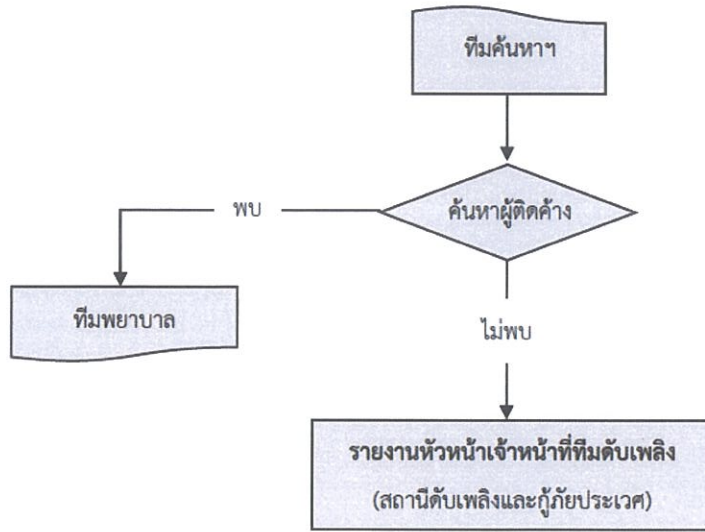 ทีมค้นหาฯ
ค้นหาผู้ติดค้าง
พบ
ทีมพยาบาล
ไม่พบ
รายงานหัวหน้าเจ้าหน้าที่ทีมดับเพลิง
(สถานีดับเพลิงและกู้ภัยประเวศ)